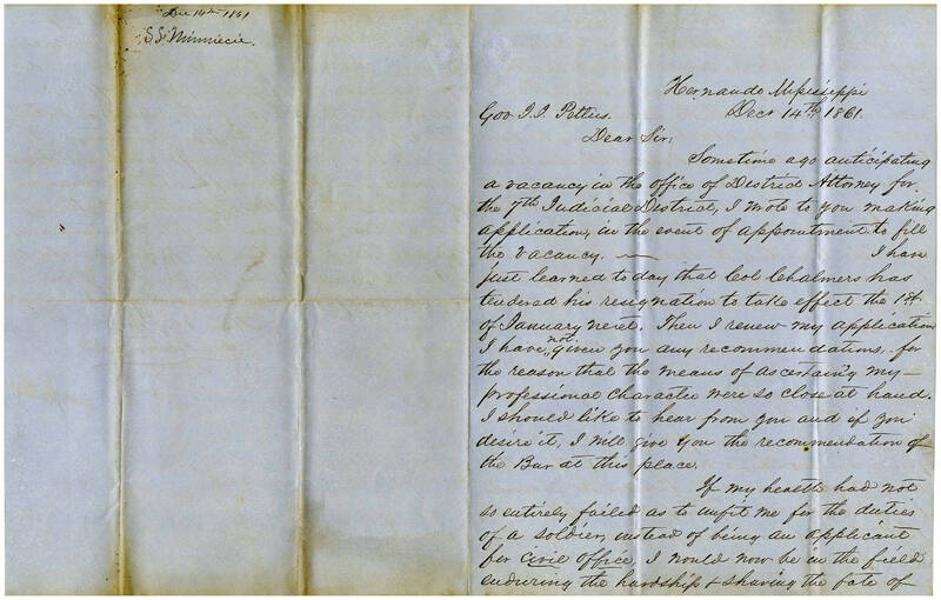 Dec 14th 1861
S.S.
Hernando Mississippi
Gov J.J. Pettus. Decr 14th 1861.
Dear Sir;
Sometime ago anticipating
a vacancy in the office of District Attorney for
the 7th Judicial District, I wrote to you making
application, in the event of appointment to fill
the vacancy. — I have
just learned to day that Col Chalmers has
tendered his resignation to take effect the 1st
of January next. Then I renew my application
I have not given you any recommendations, for
the reason that the means of ascertaing my
professional character were so close at hand.
I should like to hear from you and if you
desire it, I will give you the recommendation of
the Bar at this place.
If my health had not
so entirely failed as to unfit me for the duties
of a soldier, instead of being an applicant
for civil office, I would now be in the field
enduring the hardship & sharing the fate of